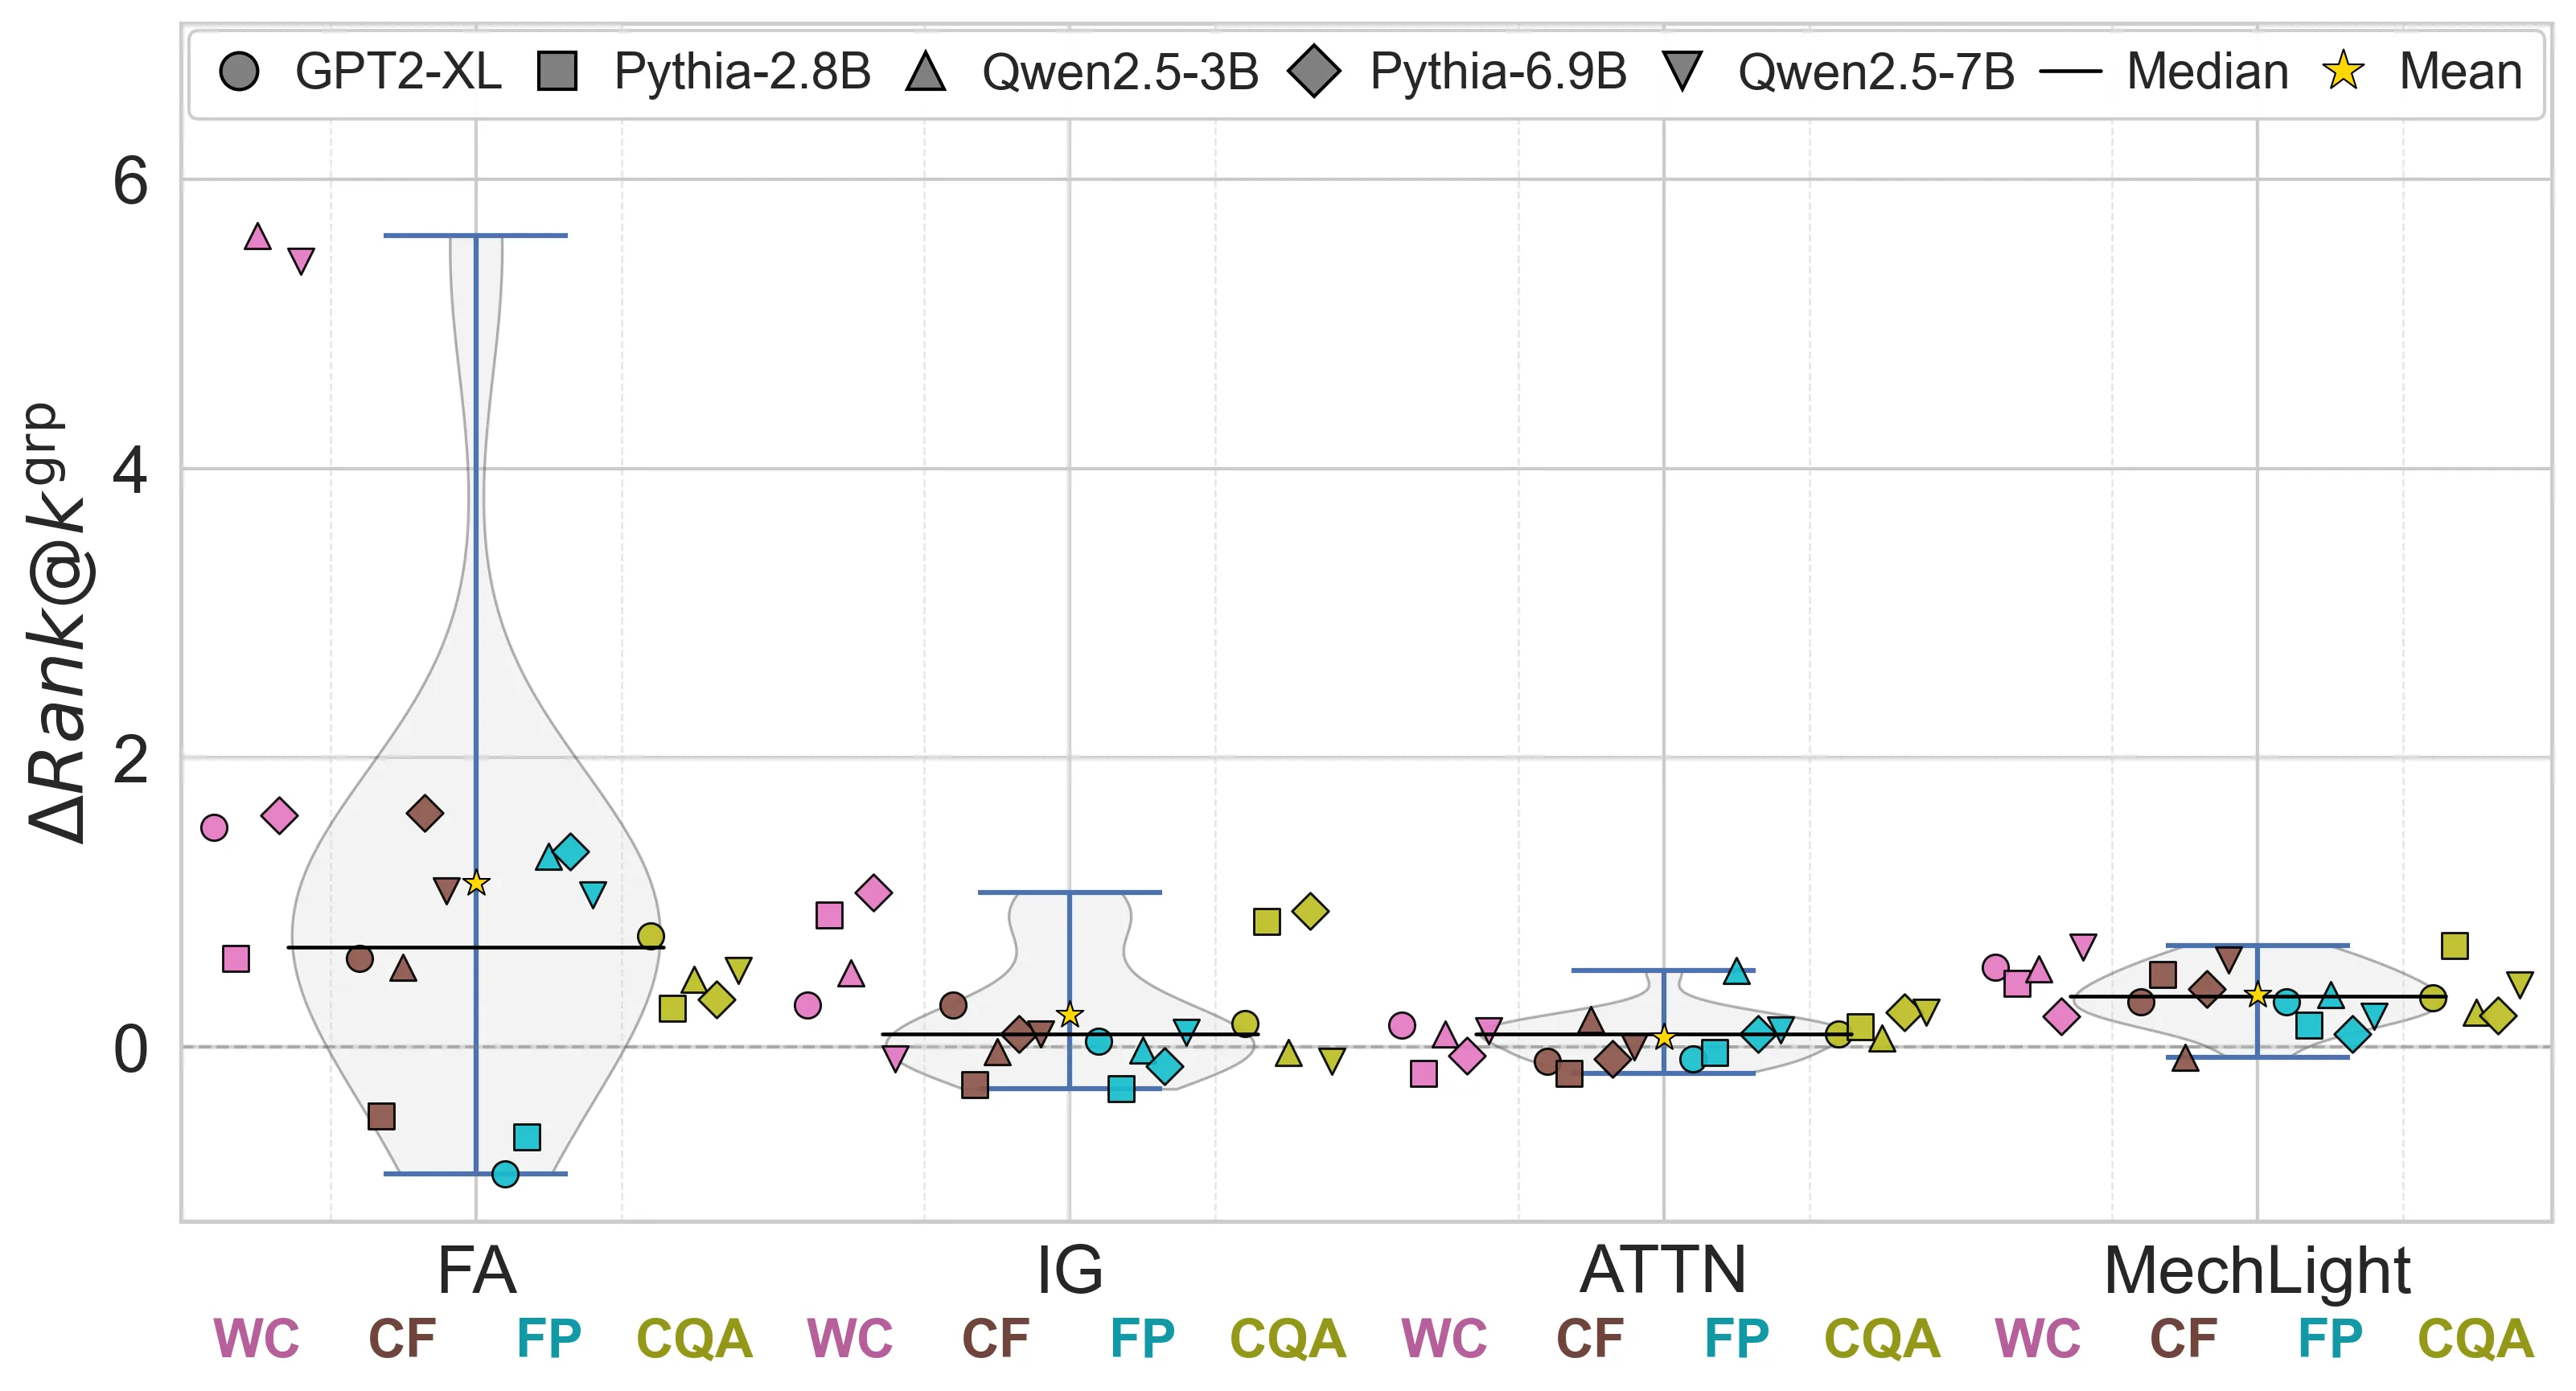 GPT2-XL Pythia-2.8B Qwen2.5-3B Pythia-6.9B Qwen2.5-7B Median Mean
ΔRank@k^grp
6
4
2
0
FA IG ATTN MechLight
WC CF FP CQA WC CF FP CQA WC CF FP CQA WC CF FP CQA